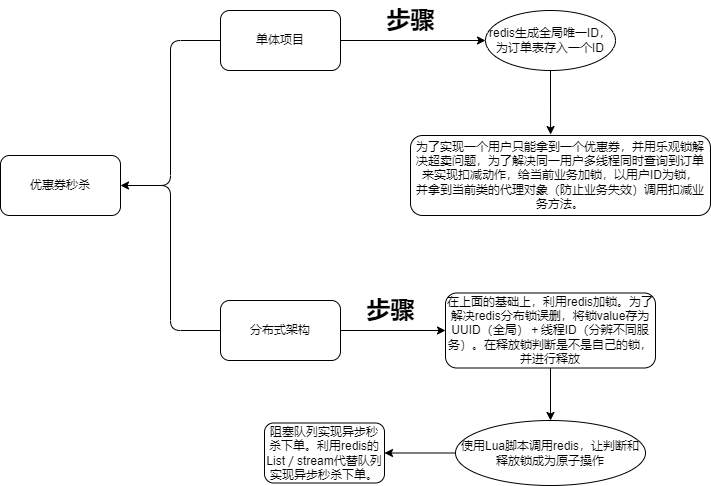 单体项目
步骤
redis生成全局唯一ID,
为订单表存入一个ID
为了实现一个用户只能拿到一个优惠券，并用乐观锁解
决超卖问题，为了解决同一用户多线程同时查询到订单
来实现扣减动作，给当前业务加锁，以用户ID为锁，
并拿到当前类的代理对象（防止业务失效）调用扣减业
务方法。
优惠券秒杀
分布式架构
步骤
在上面的基础上，利用redis加锁。为了
解决redis分布锁误删，将锁value存为
UUID（全局）+ 线程ID（分辨不同服
务）。在释放锁判断是不是自己的锁，
并进行释放
使用Lua脚本调用redis，让判断和
释放锁成为原子操作
阻塞队列实现异步秒
杀下单。利用redis的
List / stream代替队列
实现异步秒杀下单。